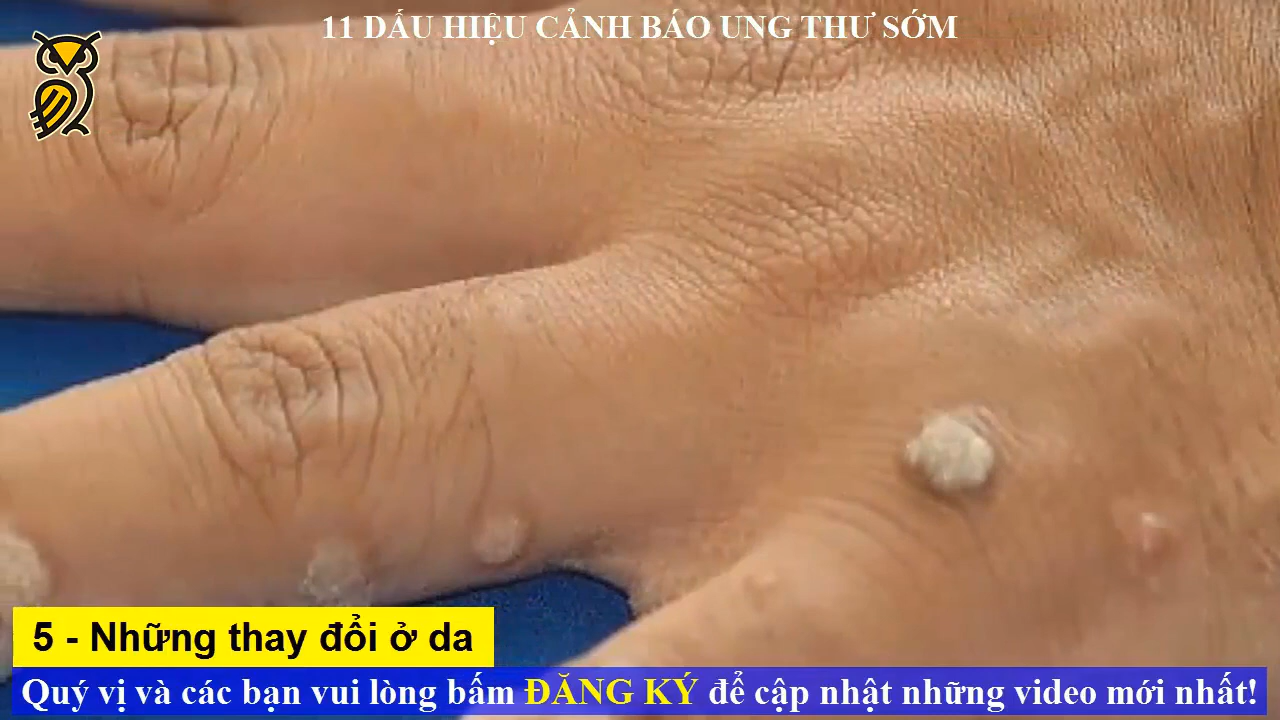 11 DẤU HIỆU CẢNH BÁO UNG THƯ SỚM
5 - Những thay đổi ở da
Quý vị và các bạn vui lòng bấm ĐĂNG KÝ để cập nhật những video mới nhất!